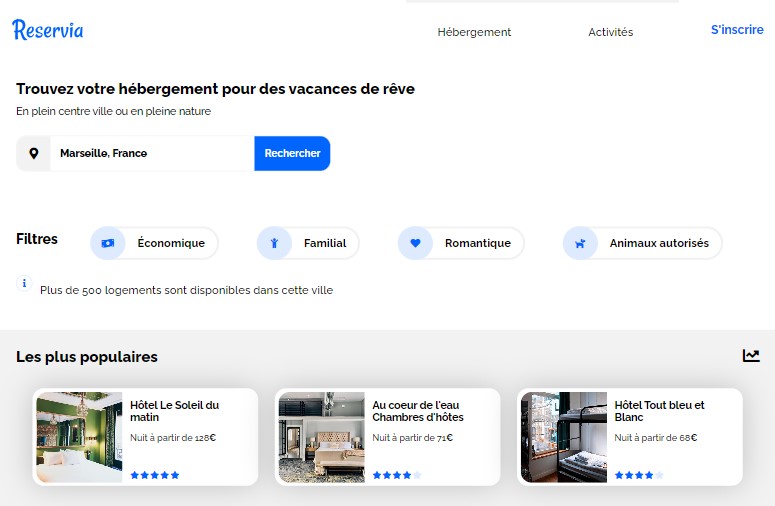 Reservia
Hébergement
Activités
S'inscrire
Trouvez votre hébergement pour des vacances de rêve
En plein centre ville ou en pleine nature
Marseille, France
Rechercher
Filtres
Économique
Familial
Romantique
Animaux autorisés
Plus de 500 logements sont disponibles dans cette ville
Les plus populaires
Hôtel Le Soleil du
matin
Nuit à partir de 128€
Au coeur de l'eau
Chambres d'hôtes
Nuit à partir de 71€
Hôtel Tout bleu et
Blanc
Nuit à partir de 68€